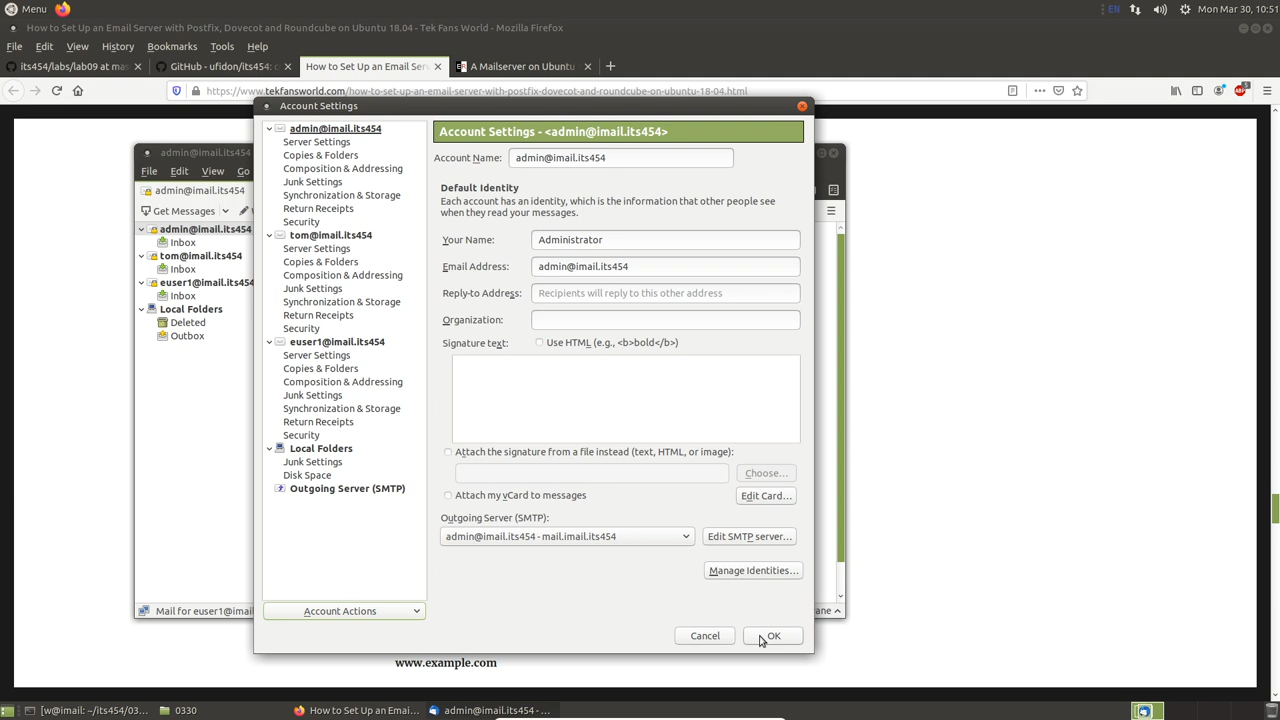 Menu
EN
Mon Mar 30, 10:51
How to Set Up an Email Server with Postfix, Dovecot and Roundcube on Ubuntu 18.04 - Tek Fans World - Mozilla Firefox
File Edit View History Bookmarks Tools Help
its454/labs/lab09 at mas
GitHub - ufidon/its454: c
How to Set Up an Email Serv
A Mailserver on Ubuntu
https://www.tekfansworld.com/how-to-set-up-an-email-server-with-postfix-dovecot-and-roundcube-on-ubuntu-18-04.html
Account Settings
admin@imail.its454
File Edit View Go
admin@imail.its454
Get Messages
admin@imail.its454
Inbox
tom@imail.its454
Inbox
euser1@imail.its454
Inbox
Local Folders
Deleted
Outbox
Mail for euser1@imail
admin@imail.its454
Server Settings
Copies & Folders
Composition & Addressing
Junk Settings
Synchronization & Storage
Return Receipts
Security
tom@imail.its454
Server Settings
Copies & Folders
Composition & Addressing
Junk Settings
Synchronization & Storage
Return Receipts
Security
euser1@imail.its454
Server Settings
Copies & Folders
Composition & Addressing
Junk Settings
Synchronization & Storage
Return Receipts
Security
Local Folders
Junk Settings
Disk Space
Outgoing Server (SMTP)
Account Actions
Account Settings - <admin@imail.its454>
Account Name: admin@imail.its454
Default Identity
Each account has an identity, which is the information that other people see
when they read your messages.
Your Name: Administrator
Email Address: admin@imail.its454
Reply-to Address: Recipients will reply to this other address
Organization:
Signature text: Use HTML (e.g., <b>bold</b>)
Attach the signature from a file instead (text, HTML, or image):
Choose...
Attach my vCard to messages
Edit Card...
Outgoing Server (SMTP):
admin@imail.its454 - mail.imail.its454
Edit SMTP server...
Manage Identities...
Cancel
OK
ane
www.example.com
[w@imail: ~/its454/03...
0330
How to Set Up an Emai...
admin@imail.its454 - ...